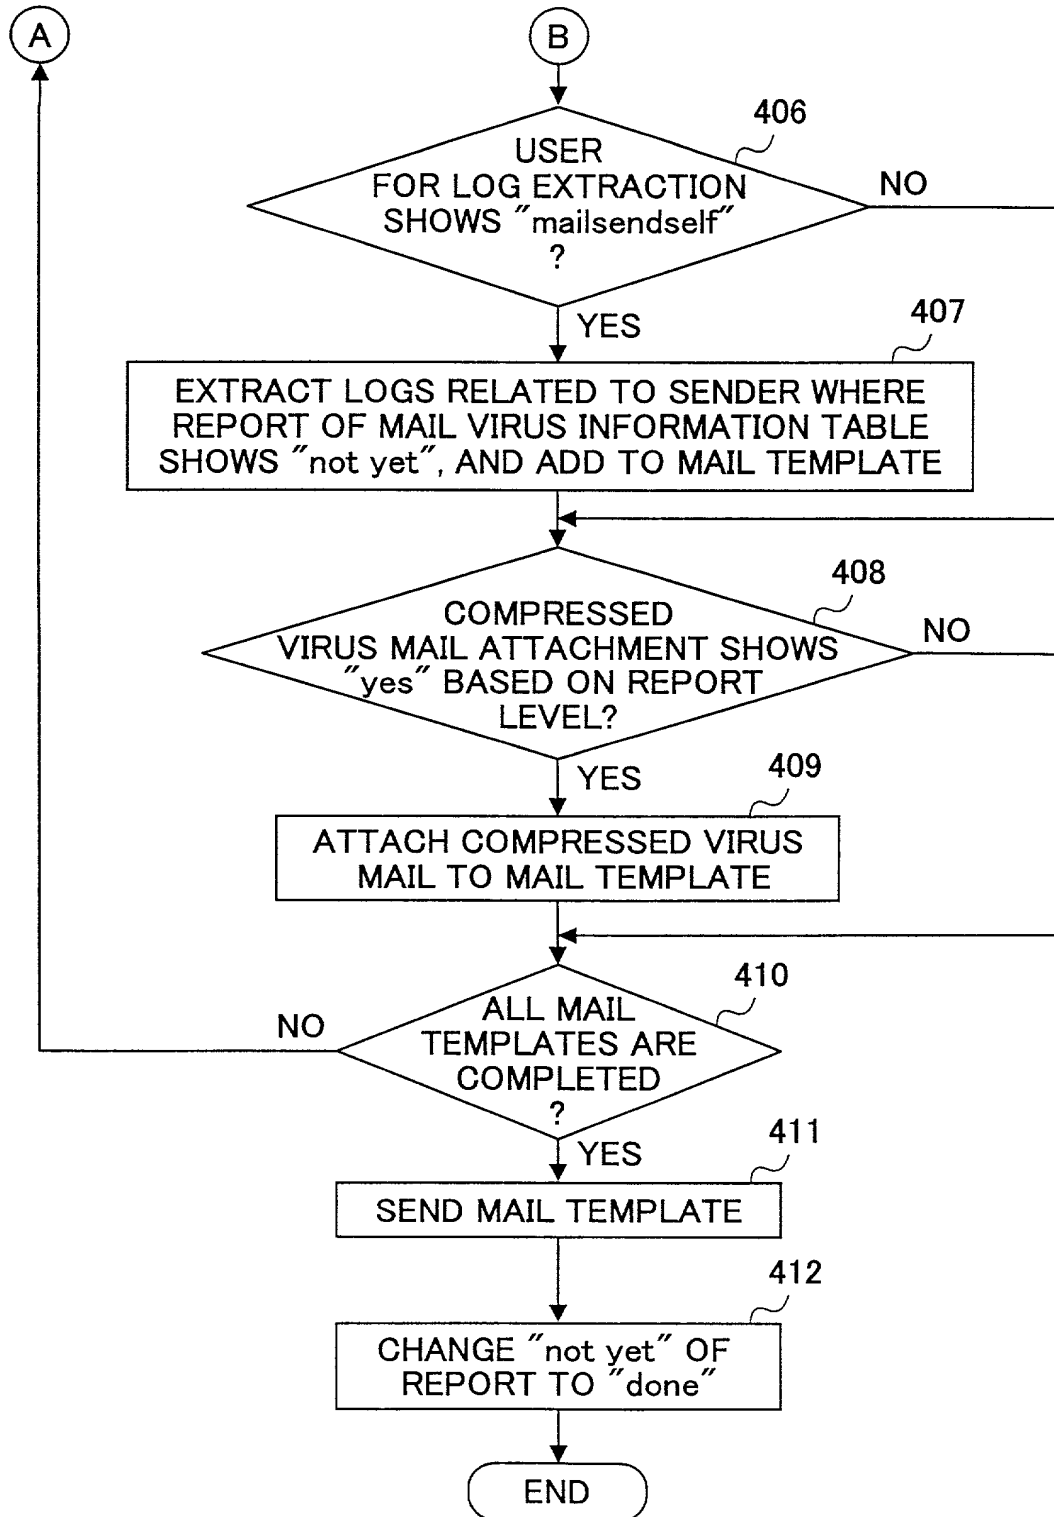 A
B
406
USER
FOR LOG EXTRACTION
SHOWS "mailsendself"
?
NO
YES
407
EXTRACT LOGS RELATED TO SENDER WHERE
REPORT OF MAIL VIRUS INFORMATION TABLE
SHOWS "not yet", AND ADD TO MAIL TEMPLATE
408
COMPRESSED
VIRUS MAIL ATTACHMENT SHOWS
"yes" BASED ON REPORT
LEVEL?
NO
YES
409
ATTACH COMPRESSED VIRUS
MAIL TO MAIL TEMPLATE
410
ALL MAIL
TEMPLATES ARE
COMPLETED
?
NO
YES
411
SEND MAIL TEMPLATE
412
CHANGE "not yet" OF
REPORT TO "done"
END